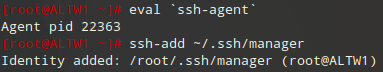 [root@ALTW1 ~]# eval `ssh-agent`
Agent pid 22363
[root@ALTW1 ~]# ssh-add ~/.ssh/manager
Identity added: /root/.ssh/manager (root@ALTW1)